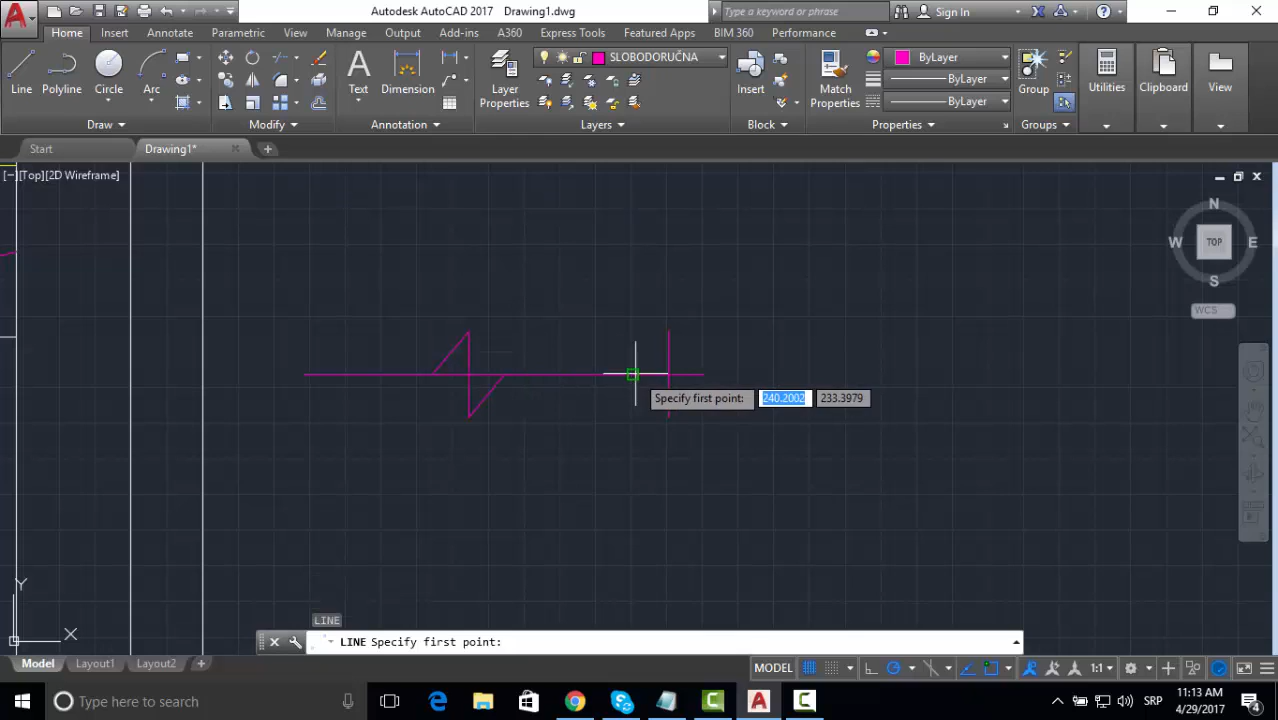 Autodesk AutoCAD 2017 Drawing1.dwg
Type a keyword or phrase
Sign In
Home Insert Annotate Parametric View Manage Output Add-ins A360 Express Tools Featured Apps BIM 360 Performance
SLOBODORUČNA
ByLayer
ByLayer
ByLayer
Line Polyline Circle Arc
Text Dimension
Layer Properties
Insert
Match Properties
Group
Utilities
Clipboard
View
Draw Modify Annotation Layers Block Properties Groups
Start Drawing1*
[−][Top][2D Wireframe]
N
W TOP E
S
WCS
Specify first point: 240.2002 233.3979
Y
X
LINE
LINE Specify first point:
Model Layout1 Layout2
MODEL 1:1
Type here to search
SRP
11:13 AM
4/29/2017
4